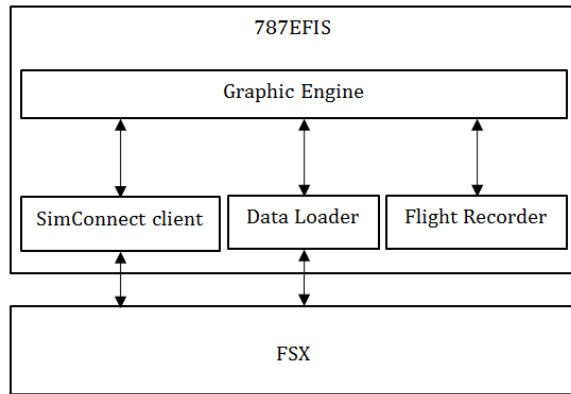 787EFIS
Graphic Engine
SimConnect client
Data Loader
Flight Recorder
FSX